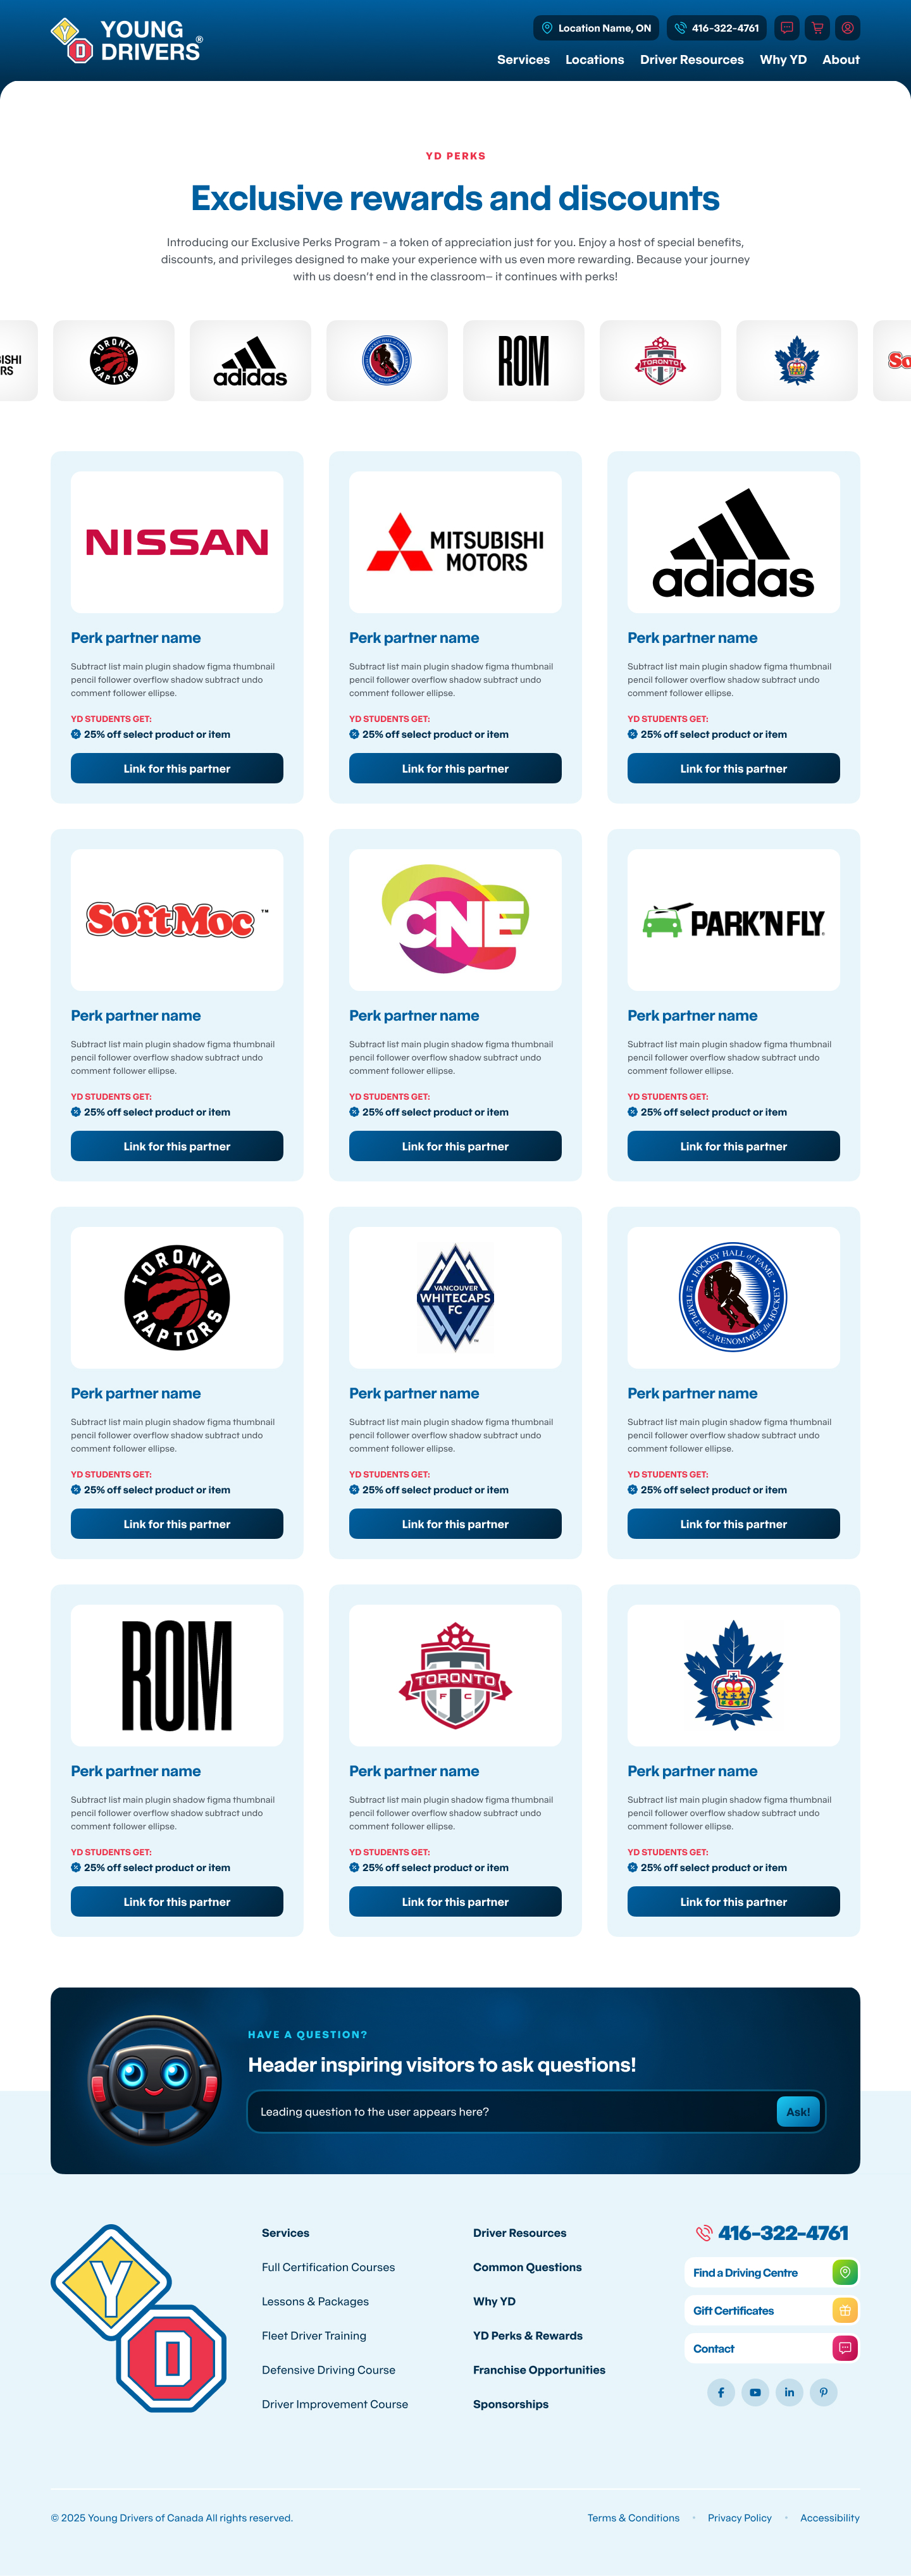 YOUNG
DRIVERS®
Location Name, ON
416-322-4761
Services
Locations
Driver Resources
Why YD
About
YD PERKS
Exclusive rewards and discounts
Introducing our Exclusive Perks Program - a token of appreciation just for you. Enjoy a host of special benefits,
discounts, and privileges designed to make your experience with us even more rewarding. Because your journey
with us doesn't end in the classroom– it continues with perks!
TORONTO
RAPTORS
adidas
ROM
TORONTO
NISSAN
Perk partner name
Subtract list main plugin shadow figma thumbnail
pencil follower overflow shadow subtract undo
comment follower ellipse.
YD STUDENTS GET:
25% off select product or item
Link for this partner
MITSUBISHI
MOTORS
Perk partner name
Subtract list main plugin shadow figma thumbnail
pencil follower overflow shadow subtract undo
comment follower ellipse.
YD STUDENTS GET:
25% off select product or item
Link for this partner
adidas
Perk partner name
Subtract list main plugin shadow figma thumbnail
pencil follower overflow shadow subtract undo
comment follower ellipse.
YD STUDENTS GET:
25% off select product or item
Link for this partner
SoftMoc™
Perk partner name
Subtract list main plugin shadow figma thumbnail
pencil follower overflow shadow subtract undo
comment follower ellipse.
YD STUDENTS GET:
25% off select product or item
Link for this partner
CNE
Perk partner name
Subtract list main plugin shadow figma thumbnail
pencil follower overflow shadow subtract undo
comment follower ellipse.
YD STUDENTS GET:
25% off select product or item
Link for this partner
PARK'N FLY
Perk partner name
Subtract list main plugin shadow figma thumbnail
pencil follower overflow shadow subtract undo
comment follower ellipse.
YD STUDENTS GET:
25% off select product or item
Link for this partner
TORONTO
RAPTORS
Perk partner name
Subtract list main plugin shadow figma thumbnail
pencil follower overflow shadow subtract undo
comment follower ellipse.
YD STUDENTS GET:
25% off select product or item
Link for this partner
VANCOUVER
WHITECAPS
FC
Perk partner name
Subtract list main plugin shadow figma thumbnail
pencil follower overflow shadow subtract undo
comment follower ellipse.
YD STUDENTS GET:
25% off select product or item
Link for this partner
HOCKEY HALL of FAME
LE TEMPLE de la RENOMMÉE du HOCKEY
Perk partner name
Subtract list main plugin shadow figma thumbnail
pencil follower overflow shadow subtract undo
comment follower ellipse.
YD STUDENTS GET:
25% off select product or item
Link for this partner
ROM
Perk partner name
Subtract list main plugin shadow figma thumbnail
pencil follower overflow shadow subtract undo
comment follower ellipse.
YD STUDENTS GET:
25% off select product or item
Link for this partner
TORONTO
F C
Perk partner name
Subtract list main plugin shadow figma thumbnail
pencil follower overflow shadow subtract undo
comment follower ellipse.
YD STUDENTS GET:
25% off select product or item
Link for this partner
Perk partner name
Subtract list main plugin shadow figma thumbnail
pencil follower overflow shadow subtract undo
comment follower ellipse.
YD STUDENTS GET:
25% off select product or item
Link for this partner
HAVE A QUESTION?
Header inspiring visitors to ask questions!
Leading question to the user appears here?
Ask!
Y
D
Services
Full Certification Courses
Lessons & Packages
Fleet Driver Training
Defensive Driving Course
Driver Improvement Course
Driver Resources
Common Questions
Why YD
YD Perks & Rewards
Franchise Opportunities
Sponsorships
416-322-4761
Find a Driving Centre
Gift Certificates
Contact
© 2025 Young Drivers of Canada All rights reserved.
Terms & Conditions
Privacy Policy
Accessibility